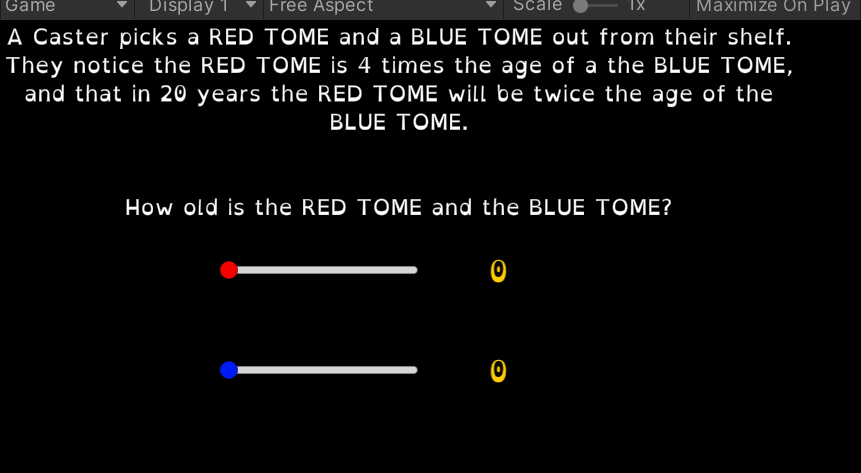 Game Display 1 Free Aspect Scale 1x Maximize On Play
A Caster picks a RED TOME and a BLUE TOME out from their shelf.
They notice the RED TOME is 4 times the age of a the BLUE TOME,
and that in 20 years the RED TOME will be twice the age of the
BLUE TOME.
How old is the RED TOME and the BLUE TOME?
0
0